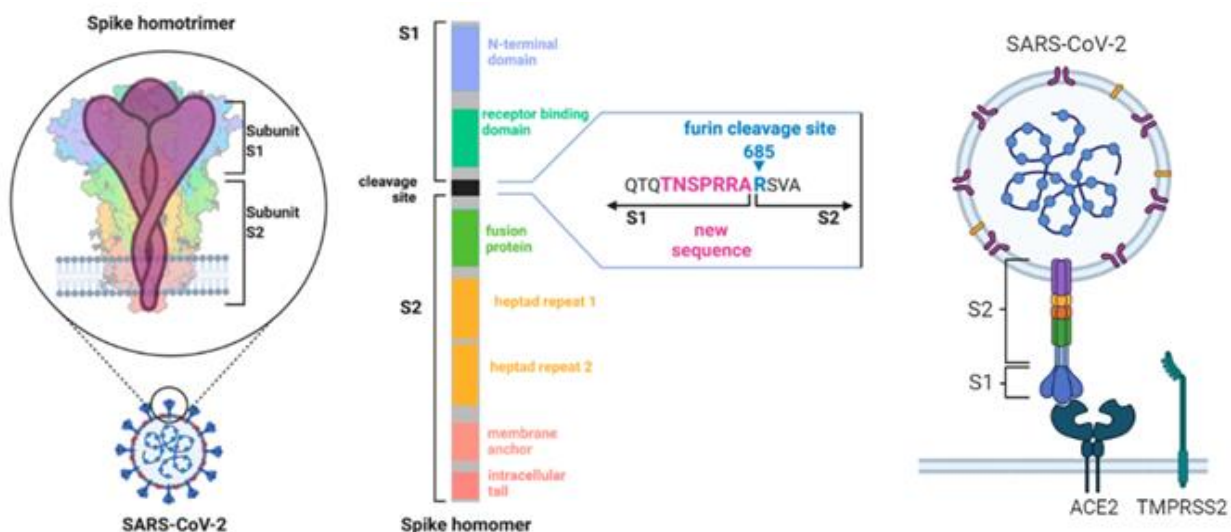 Spike homotrimer
Subunit
S1
Subunit
S2
SARS-CoV-2
S1
N-terminal
domain
receptor binding
domain
cleavage
site
fusion
protein
S2
heptad repeat 1
heptad repeat 2
membrane
anchor
intracellular
tail
Spike homomer
furin cleavage site
685
QTQTNSPRRARSVA
S1
S2
new
sequence
SARS-CoV-2
S2
S1
ACE2
TMPRSS2